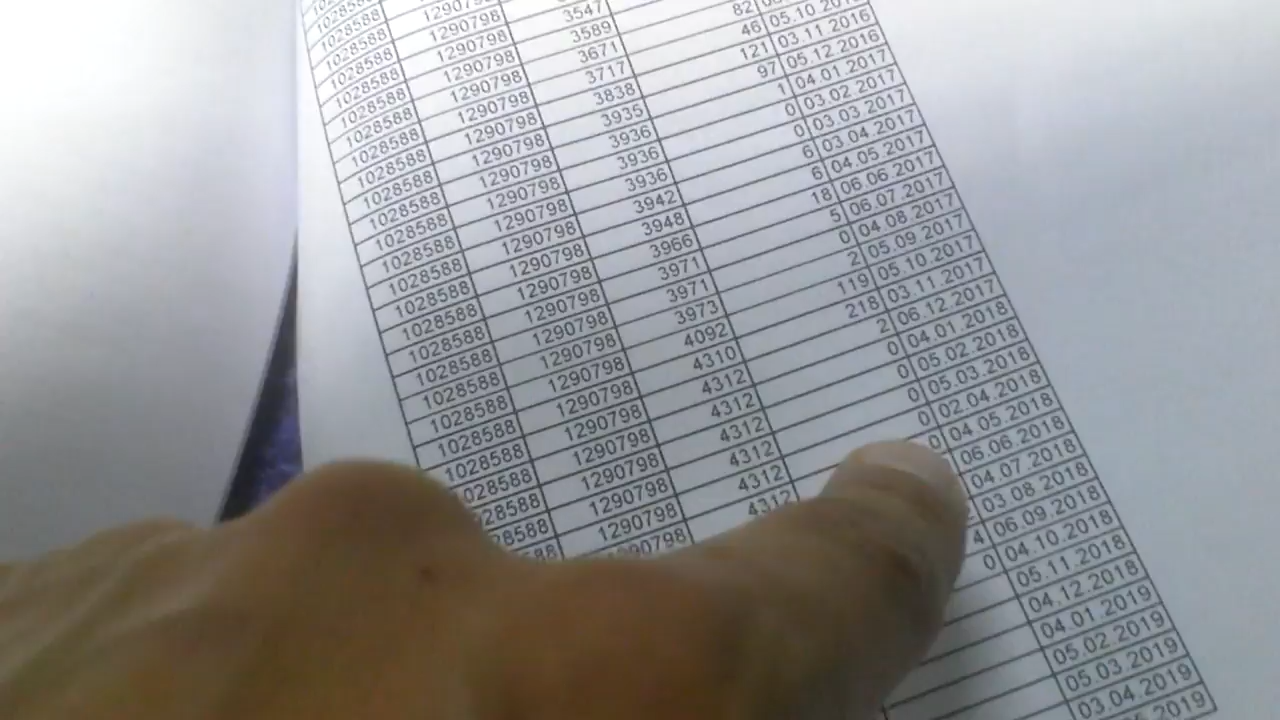 1028588 1290798 3547
1028588 1290798 3589
1028588 1290798 3671 82
1028588 1290798 3717 46 05.10.2016
1028588 1290798 3838 121 03.11.2016
1028588 1290798 3935 97 05.12.2016
1028588 1290798 3936 1 04.01.2017
1028588 1290798 3936 0 03.02.2017
1028588 1290798 3936 0 03.03.2017
1028588 1290798 3942 6 03.04.2017
1028588 1290798 3948 6 04.05.2017
1028588 1290798 3966 18 06.06.2017
1028588 1290798 3971 5 06.07.2017
1028588 1290798 3971 0 04.08.2017
1028588 1290798 3973 2 05.09.2017
1028588 1290798 4092 119 05.10.2017
1028588 1290798 4310 218 03.11.2017
1028588 1290798 4312 2 06.12.2017
1028588 1290798 4312 0 04.01.2018
1028588 1290798 4312 0 05.02.2018
028588 1290798 4312 0 05.03.2018
28588 1290798 4312 0 02.04.2018
88 90798 4312 0 04.05.2018
06.06.2018
04.07.2018
03.08.2018
4 06.09.2018
0 04.10.2018
05.11.2018
04.12.2018
04.01.2019
05.02.2019
05.03.2019
03.04.2019
2019